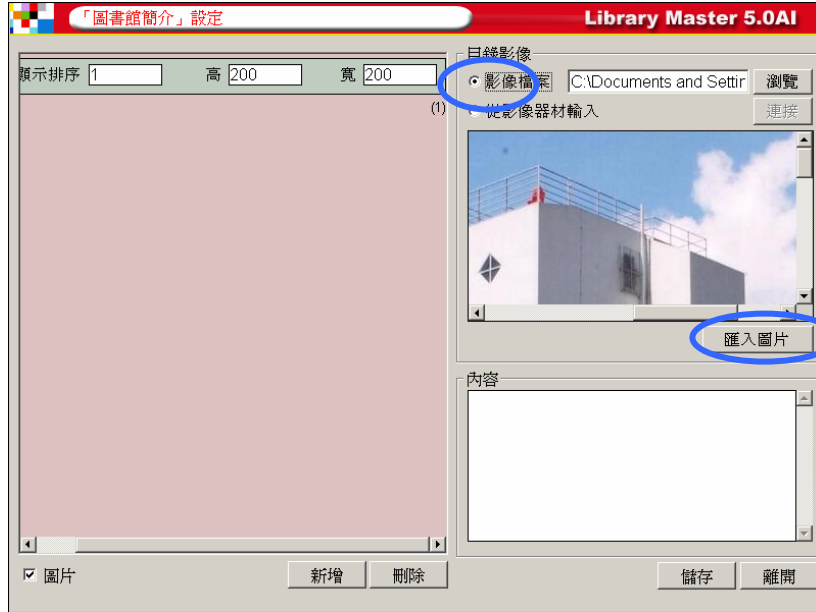 「圖書館簡介」設定
Library Master 5.0AI
顯示排序 1 高 200 寬 200
(1)
目錄影像
影像檔案 C:\Documents and Settir 瀏覽
從影像器材輸入 連接
匯入圖片
內容
圖片 新增 刪除
儲存 離開